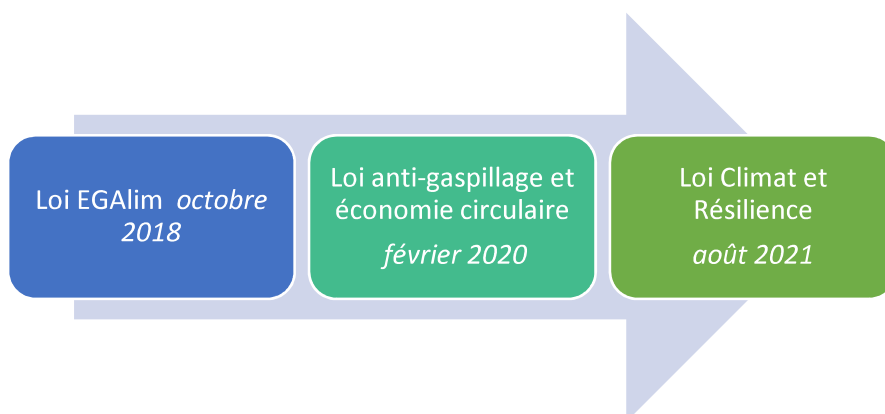 Loi EGAlim octobre
2018
Loi anti-gaspillage et
économie circulaire
février 2020
Loi Climat et
Résilience
août 2021